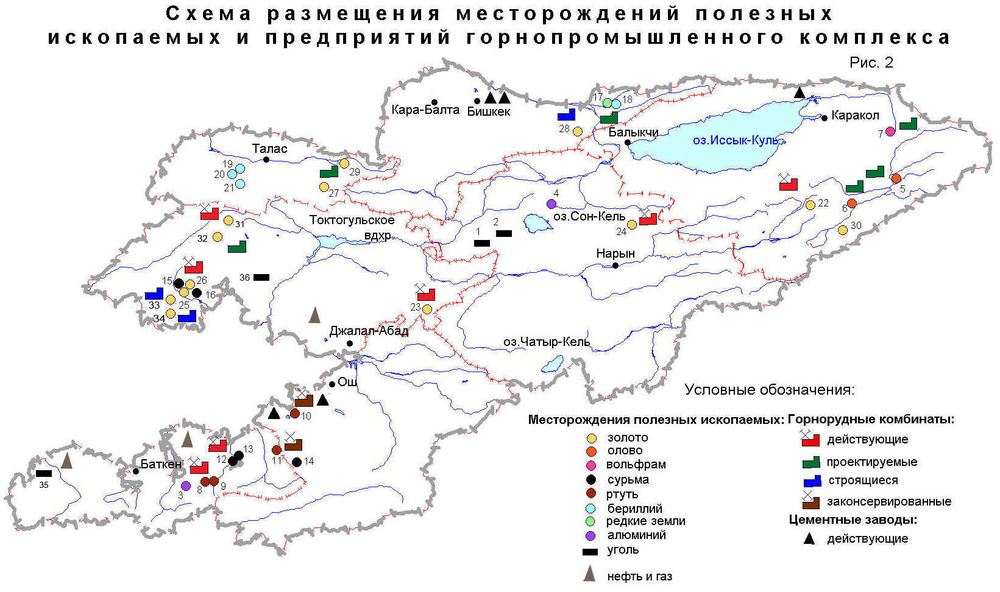 Схема размещения месторождений полезных
ископаемых и предприятий горнопромышленного комплекса
Рис. 2
17
18
Кара-Балта
Бишкек
Каракол
28
Балыкчи
7
оз.Иссык-Куль
Талас
19
20
21
29
27
5
4
22
6
30
оз.Сон-Кель
24
Токтогульское
вдхр.
31
32
2
1
Нарын
36
15
26
16
33
25
34
23
Джалал-Абад
оз.Чатыр-Кель
Ош
10
13
12
11
14
Баткен
35
3
8
9
Условные обозначения:
Месторождения полезных ископаемых:
золото
олово
вольфрам
сурьма
ртуть
бериллий
редкие земли
алюминий
уголь
нефть и газ
Горнорудные комбинаты:
действующие
проектируемые
строящиеся
законсервированные
Цементные заводы:
действующие